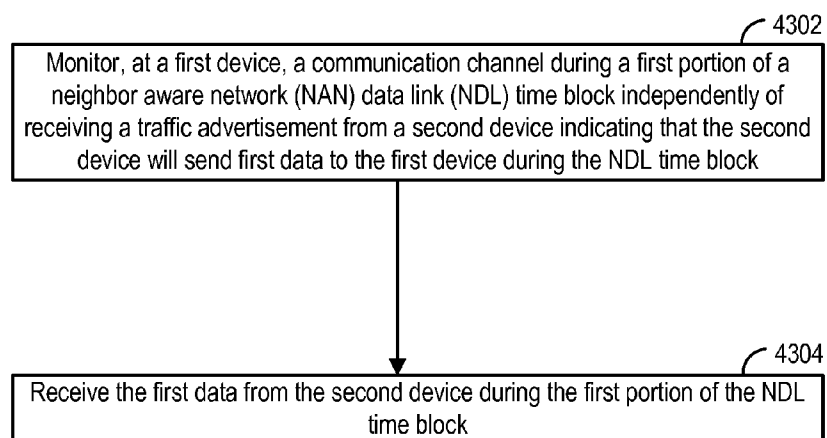 4302
Monitor, at a first device, a communication channel during a first portion of a
neighbor aware network (NAN) data link (NDL) time block independently of
receiving a traffic advertisement from a second device indicating that the second
device will send first data to the first device during the NDL time block
4304
Receive the first data from the second device during the first portion of the NDL
time block